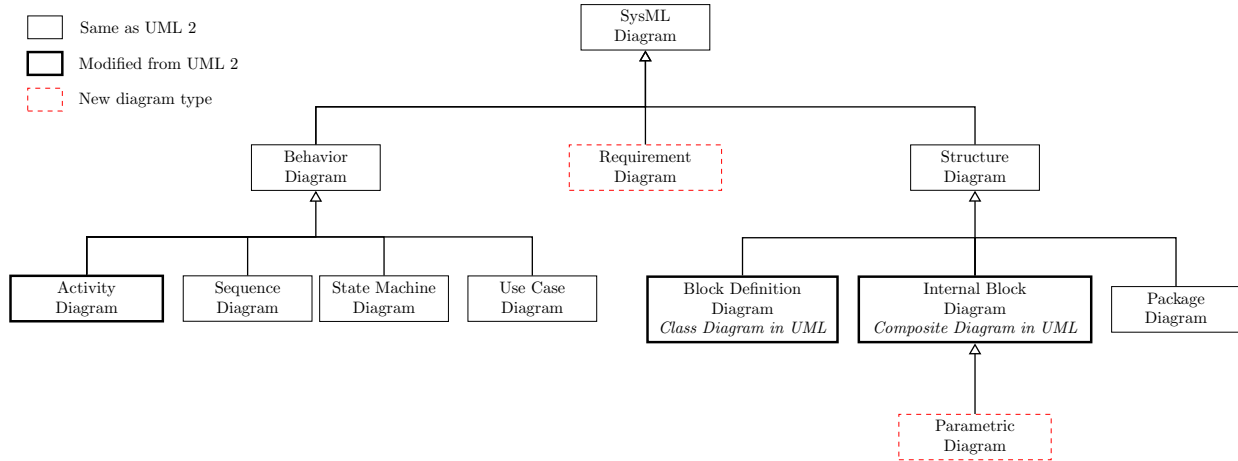 Same as UML 2
Modified from UML 2
New diagram type
SysML
Diagram
Behavior
Diagram
Requirement
Diagram
Structure
Diagram
Activity
Diagram
Sequence
Diagram
State Machine
Diagram
Use Case
Diagram
Block Definition
Diagram
Class Diagram in UML
Internal Block
Diagram
Composite Diagram in UML
Package
Diagram
Parametric
Diagram